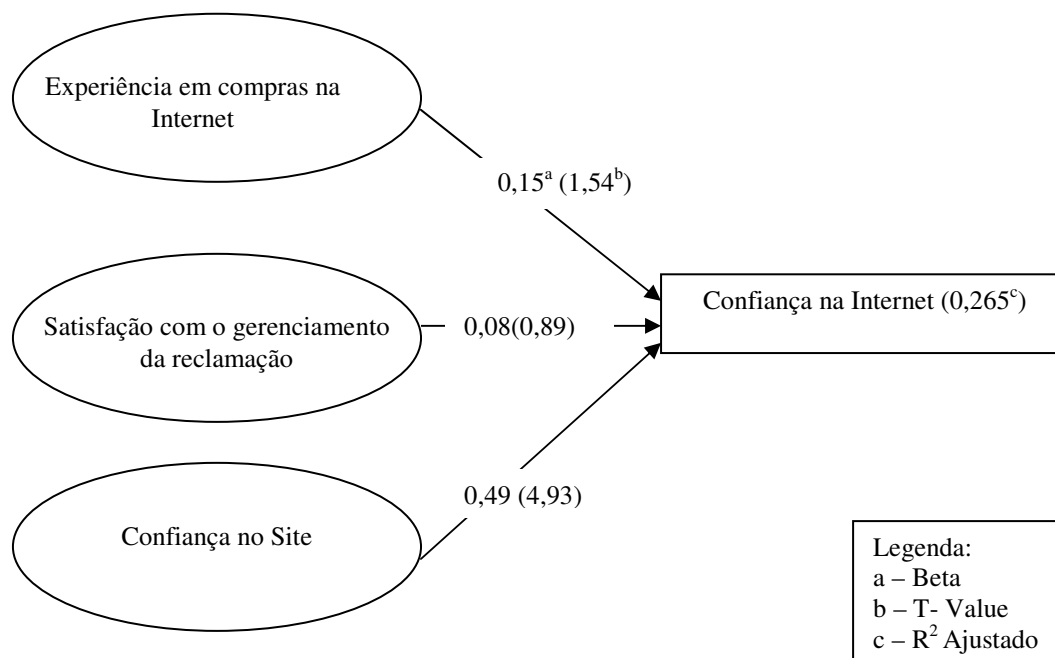 Experiência em compras na
Internet
0,15ª (1,54ᵇ)
Confiança na Internet (0,265ᶜ)
Satisfação com o gerenciamento
da reclamação
0,08(0,89)
0,49 (4,93)
Confiança no Site
Legenda:
a – Beta
b – T- Value
c – R² Ajustado